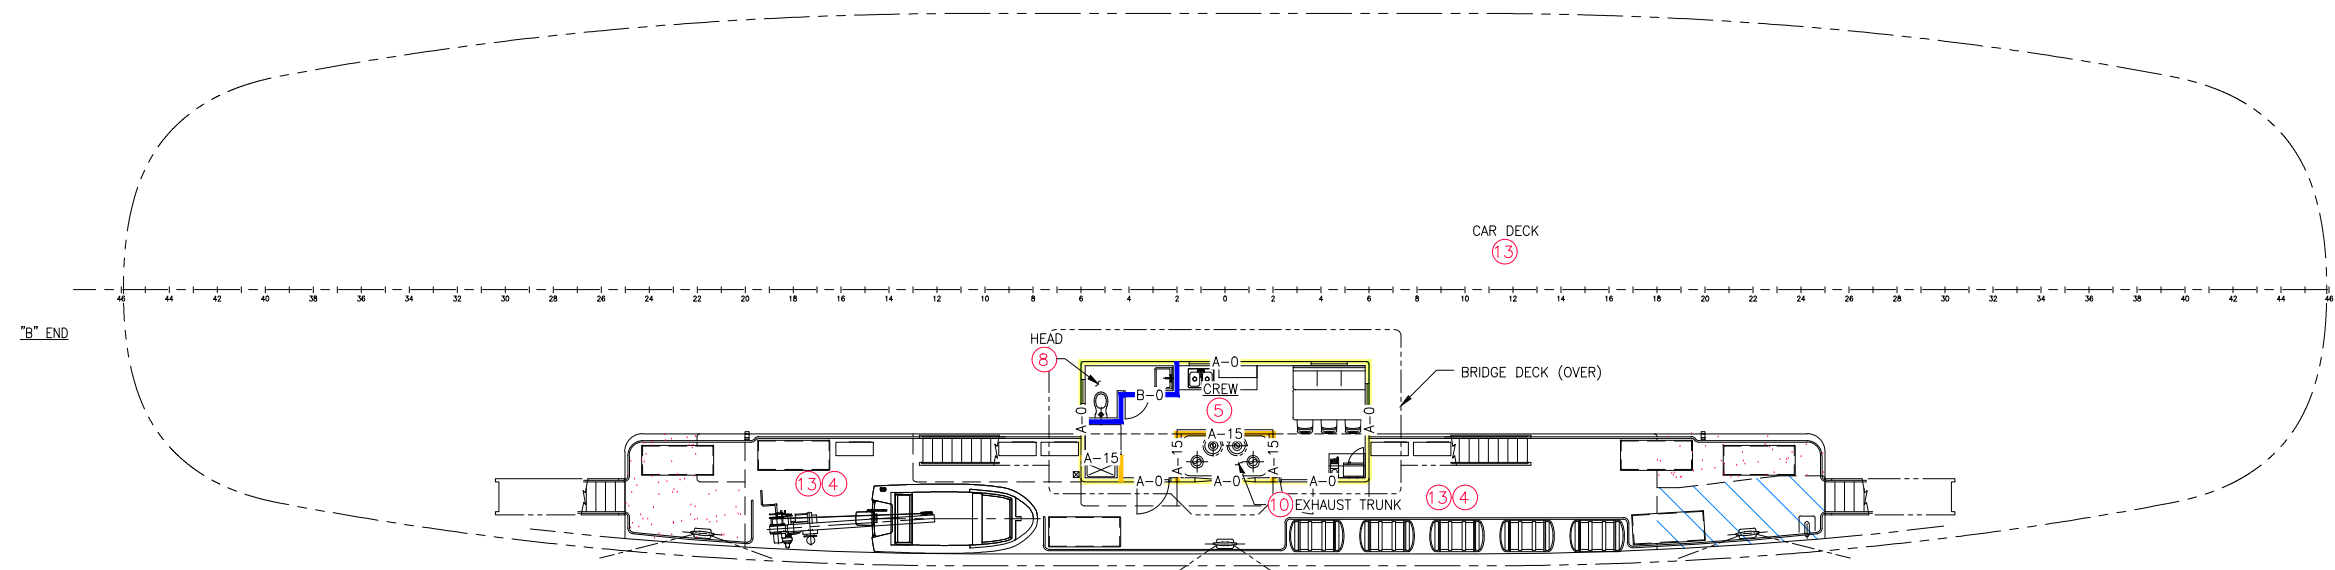 CAR DECK
13
46 44 42 40 38 36 34 32 30 28 26 24 22 20 18 16 14 12 10 8 6 4 2 0 2 4 6 8 10 12 14 16 18 20 22 24 26 28 30 32 34 36 38 40 42 44 46
"B" END
HEAD
8
A-0
BRIDGE DECK (OVER)
B-0
CREW
5
A-0
A-0
A-15
A-15
A-15
A-15
A-0
A-0
A-0
13 4
13 4
10 EXHAUST TRUNK